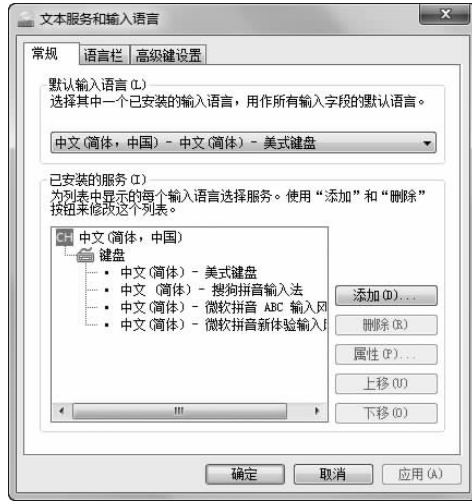 文本服务和输入语言
常规
语言栏
高级键设置
默认输入语言(L)
选择其中一个已安装的输入语言，用作所有输入字段的默认语言。
中文(简体，中国) - 中文(简体) - 美式键盘
已安装的服务(I)
为列表中显示的每个输入语言选择服务。使用“添加”和“删除”
按钮来修改这个列表。
CH 中文(简体，中国)
键盘
中文(简体) - 美式键盘
中文 (简体) - 搜狗拼音输入法
中文(简体) - 微软拼音 ABC 输入风
中文(简体) - 微软拼音新体验输入
添加(D)...
删除(R)
属性(P)...
上移(U)
下移(O)
确定
取消
应用(A)